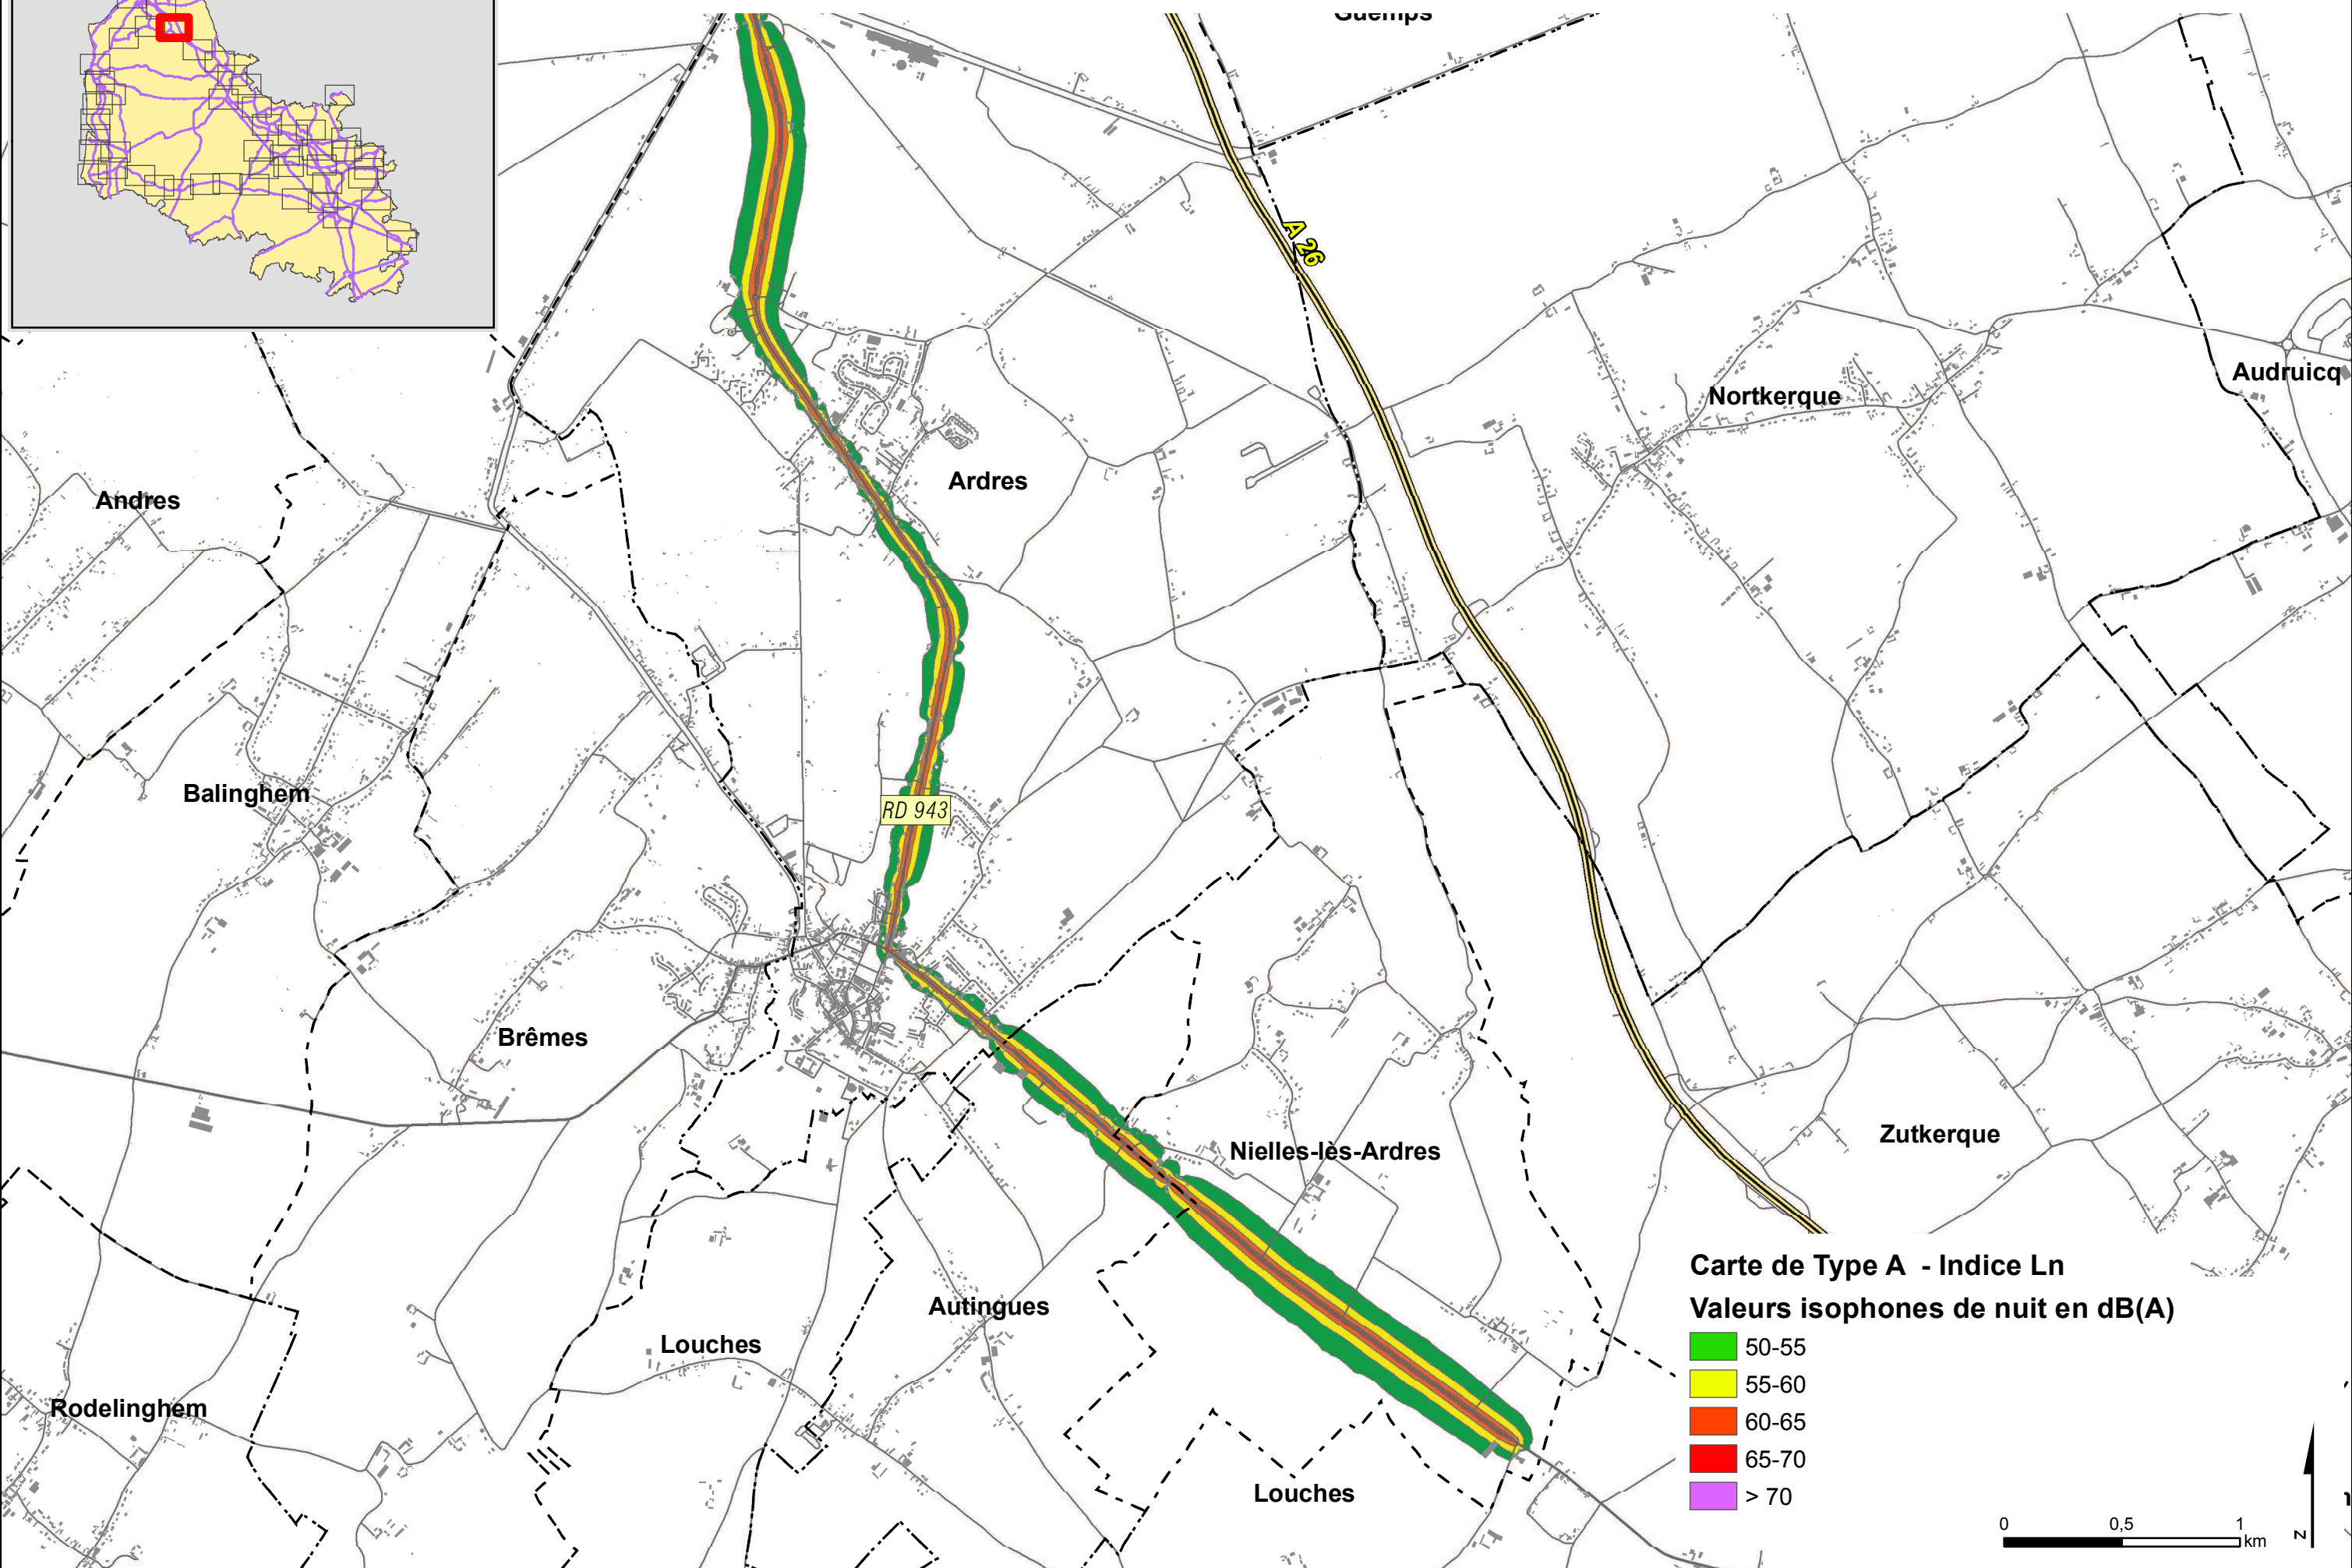 Guemps
A 26
Audruicq
Nortkerque
Ardres
Andres
Balinghem
RD 943
Brêmes
Zutkerque
Nielles-lès-Ardres
Autingues
Louches
Rodelinghem
Louches
Carte de Type A - Indice Ln
Valeurs isophones de nuit en dB(A)
50-55
55-60
60-65
65-70
> 70
0 0,5 1
km
N